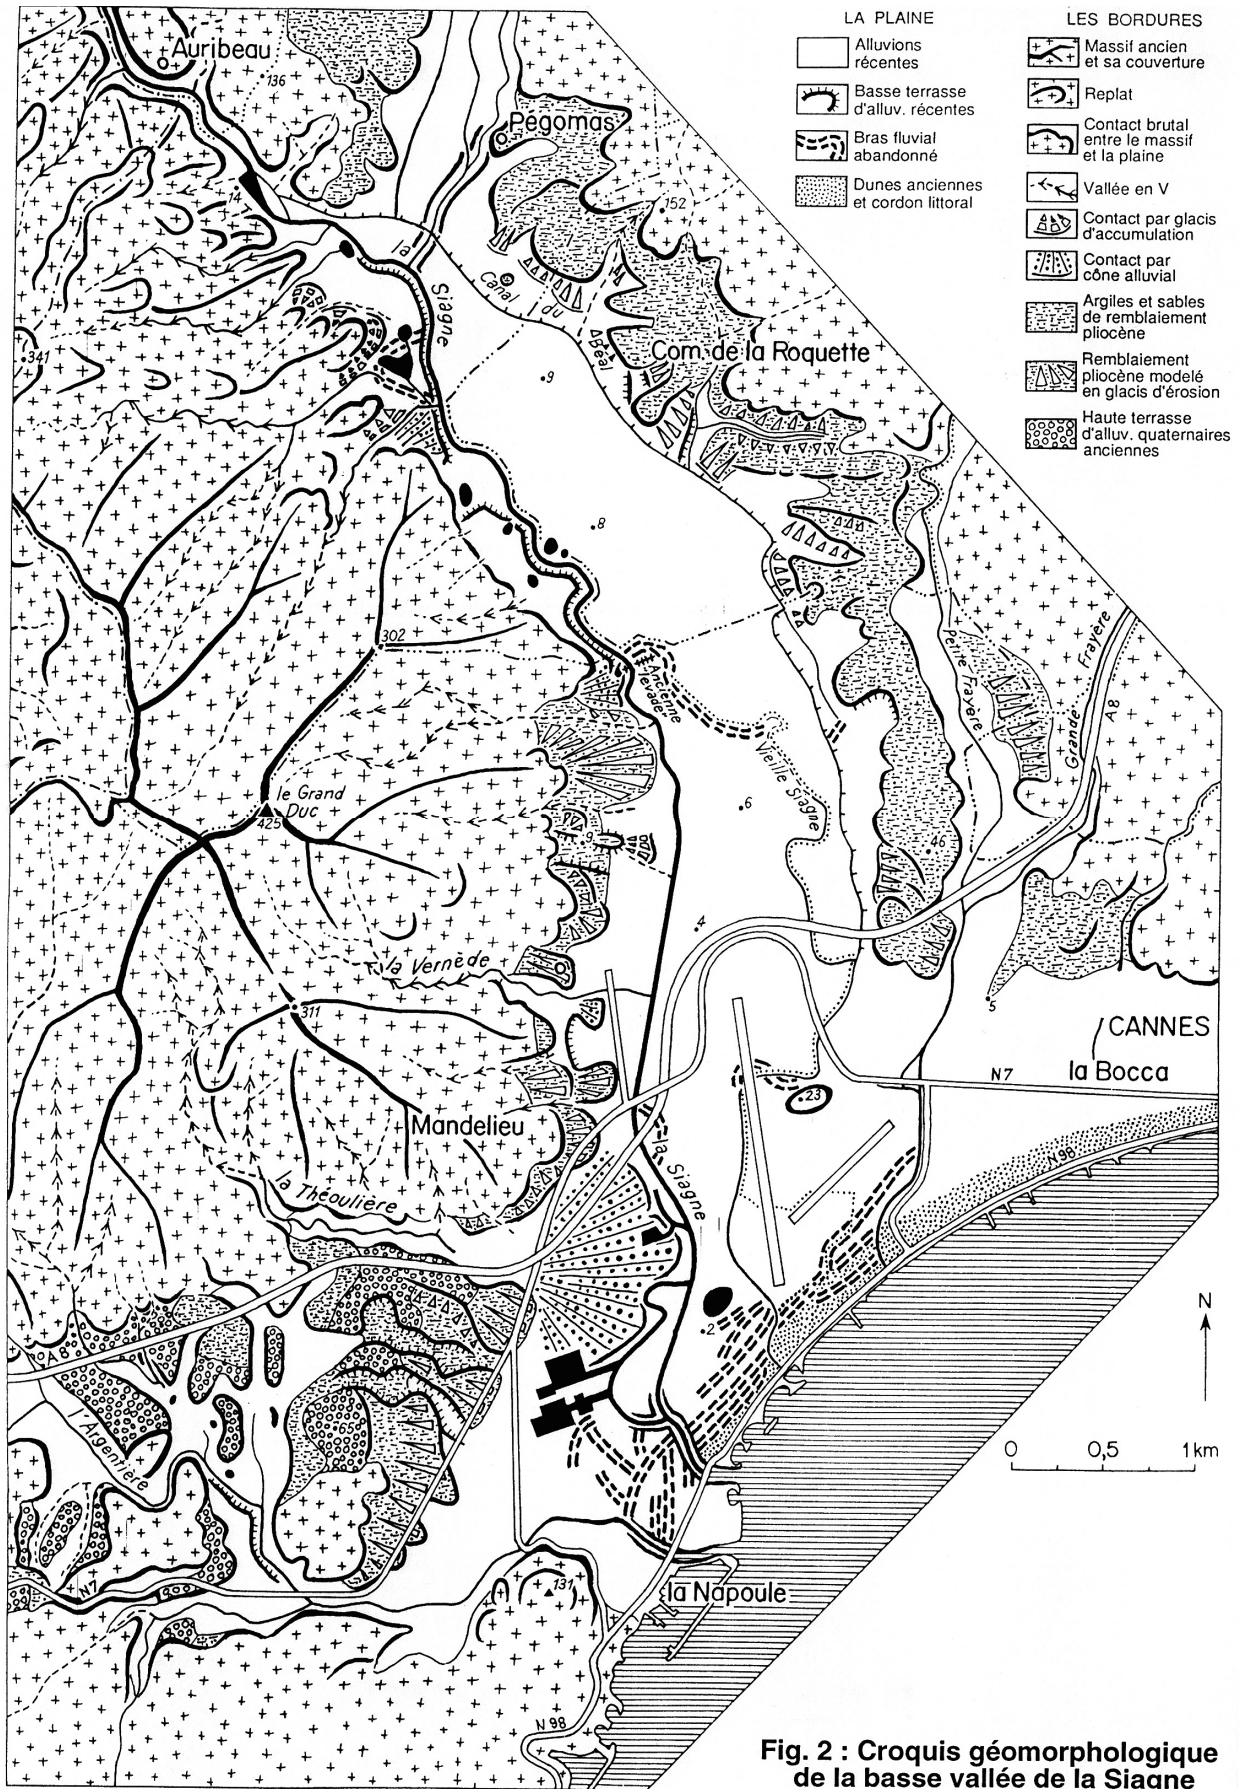 LA PLAINE
Alluvions
récentes
Basse terrasse
d'alluv. récentes
Bras fluvial
abandonné
Dunes anciennes
et cordon littoral
LES BORDURES
Massif ancien
et sa couverture
Replat
Contact brutal
entre le massif
et la plaine
Vallée en V
Contact par glacis
d'accumulation
Contact par
cône alluvial
Argiles et sables
de remblaiement
pliocène
Remblaiement
pliocène modelé
en glacis d'érosion
Haute terrasse
d'alluv. quaternaires
anciennes
Auribeau
136
Pégomas
152
14
la
Siagne
Canal
du
Béal
341
9
Com. de la Roquette
8
302
Petite Frayère
Grande Frayère
A8
Vieille Siagne
le Grand
Duc
425
6
46
4
la Vernède
311
5
CANNES
la Bocca
N7
23
Mandelieu
la Siagne
N98
la Théoulière
2
A8
N
l'Argentière
0 0,5 1km
N7
131
la Napoule
N98
Fig. 2 : Croquis géomorphologique
de la basse vallée de la Siagne